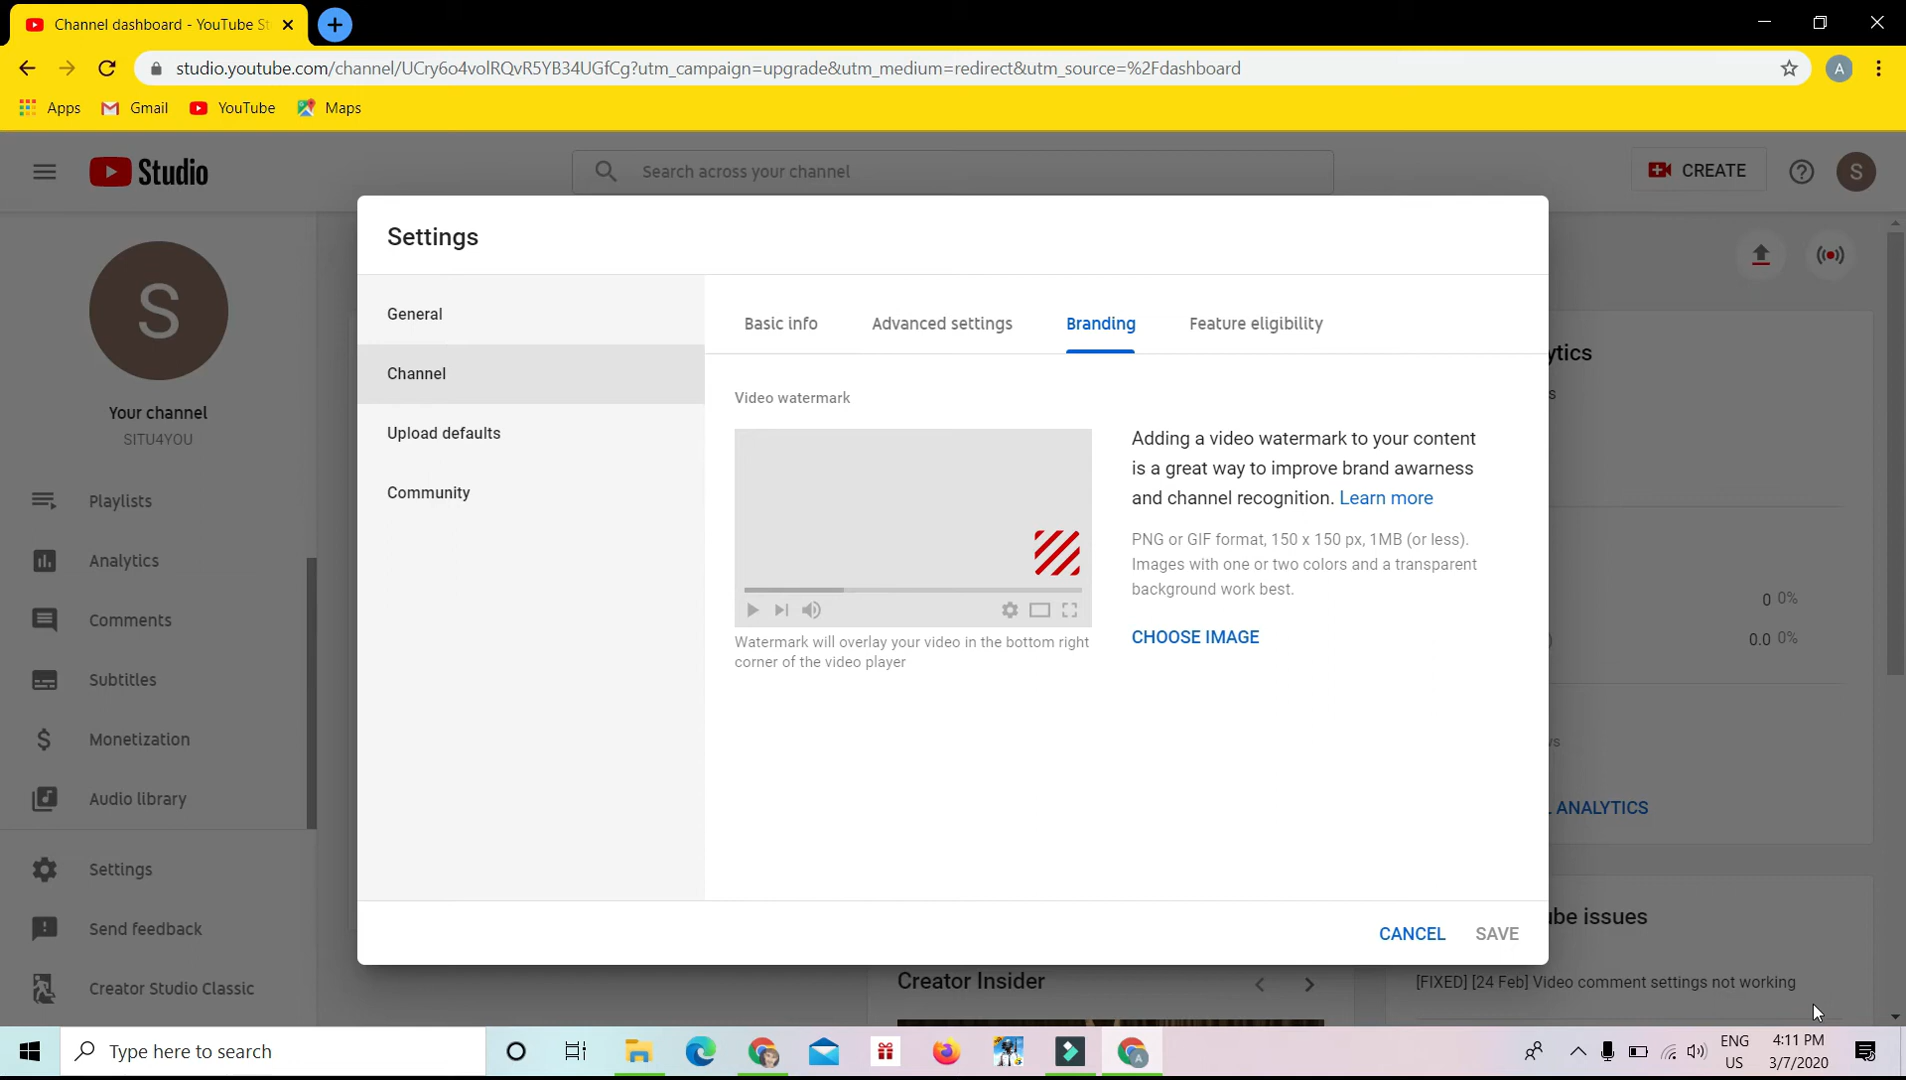 Channel dashboard - YouTube St
studio.youtube.com/channel/UCry6o4volRQvR5YB34UGfCg?utm_campaign=upgrade&utm_medium=redirect&utm_source=%2Fdashboard
A
Apps
Gmail
YouTube
Maps
Studio
Search across your channel
CREATE
S
S
Your channel
SITU4YOU
Playlists
Analytics
Comments
Subtitles
Monetization
Audio library
Settings
Send feedback
Creator Studio Classic
Settings
General
Channel
Upload defaults
Community
Basic info
Advanced settings
Branding
Feature eligibility
Video watermark
Watermark will overlay your video in the bottom right
corner of the video player
Adding a video watermark to your content
is a great way to improve brand awarness
and channel recognition. Learn more
PNG or GIF format, 150 x 150 px, 1MB (or less).
Images with one or two colors and a transparent
background work best.
CHOOSE IMAGE
CANCEL
SAVE
ytics
s
0 0%
) 0.0 0%
ws
L ANALYTICS
ube issues
[FIXED] [24 Feb] Video comment settings not working
Creator Insider
Type here to search
A
ENG
US
4:11 PM
3/7/2020